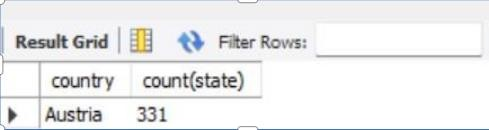 Result Grid Filter Rows:
country count(state)
Austria 331